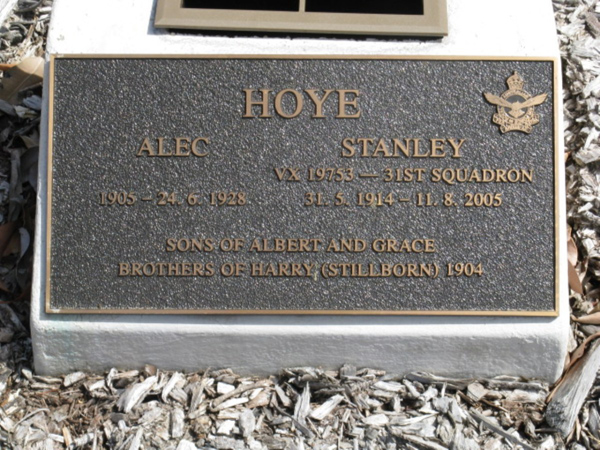 HOYE
ALEC STANLEY
VX 19753 — 31ST SQUADRON
1905 – 24. 6. 1928 31. 5. 1914 – 11. 8. 2005
SONS OF ALBERT AND GRACE
BROTHERS OF HARRY, (STILLBORN) 1904